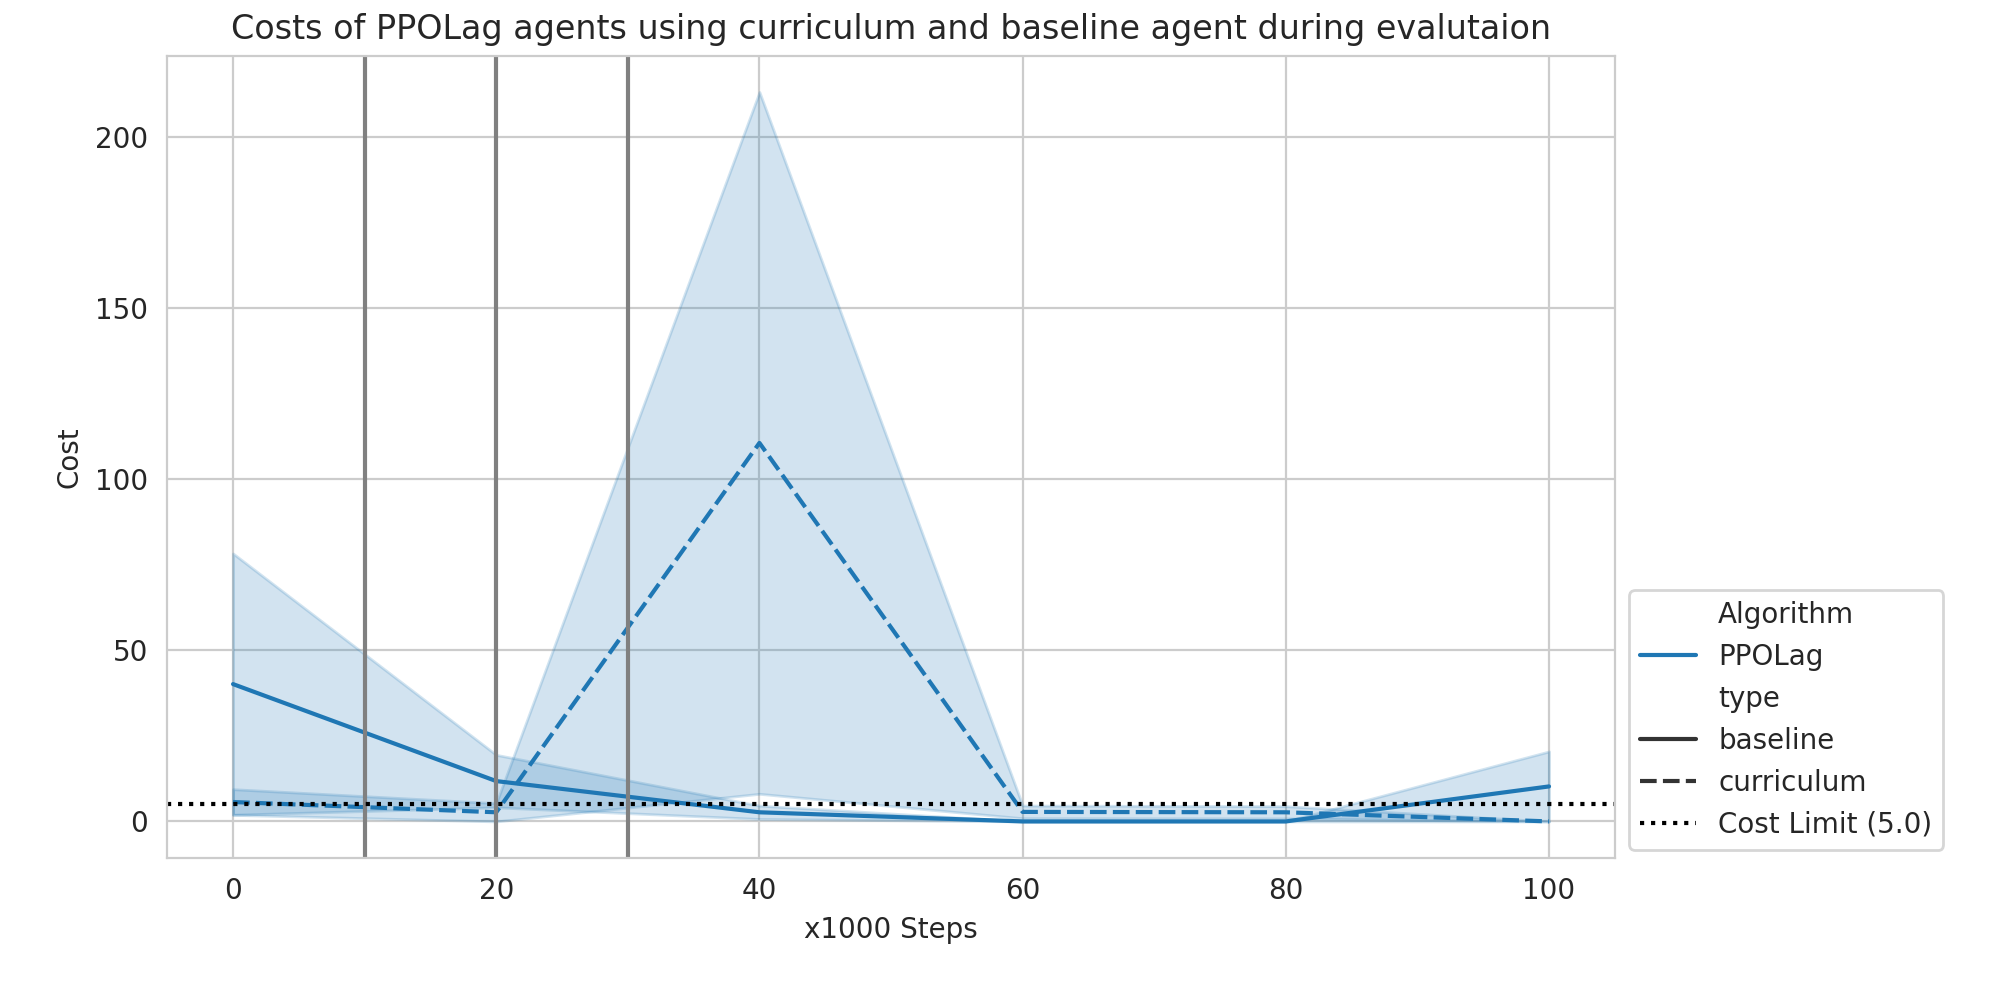 Costs of PPOLag agents using curriculum and baseline agent during evalutaion
200
150
100
50
0
Cost
0 20 40 60 80 100
x1000 Steps
Algorithm
PPOLag
type
baseline
curriculum
Cost Limit (5.0)